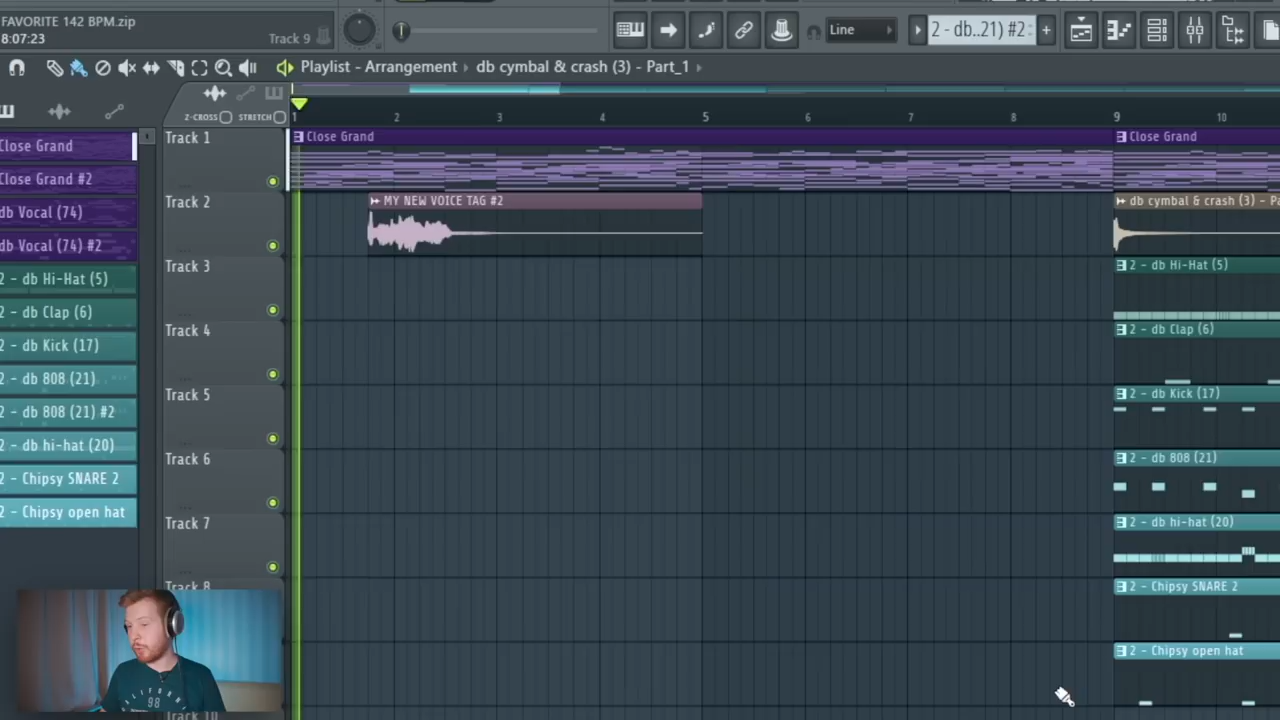 FAVORITE 142 BPM.zip
8:07:23
Track 9
Line
2 - db..21) #2
+
Playlist - Arrangement › db cymbal & crash (3) - Part_1 ›
Z-CROSS STRETCH
1 2 3 4 5 6 7 8 9 10
Close Grand
Close Grand #2
db Vocal (74)
db Vocal (74) #2
2 - db Hi-Hat (5)
2 - db Clap (6)
2 - db Kick (17)
2 - db 808 (21)
2 - db 808 (21) #2
2 - db hi-hat (20)
2 - Chipsy SNARE 2
2 - Chipsy open hat
Track 1
Close Grand
Close Grand
Track 2
MY NEW VOICE TAG #2
db cymbal & crash (3) - Pa
Track 3
2 - db Hi-Hat (5)
Track 4
2 - db Clap (6)
Track 5
2 - db Kick (17)
Track 6
2 - db 808 (21)
Track 7
2 - db hi-hat (20)
Track 8
2 - Chipsy SNARE 2
2 - Chipsy open hat
Track 10
CALIFORNIA
98